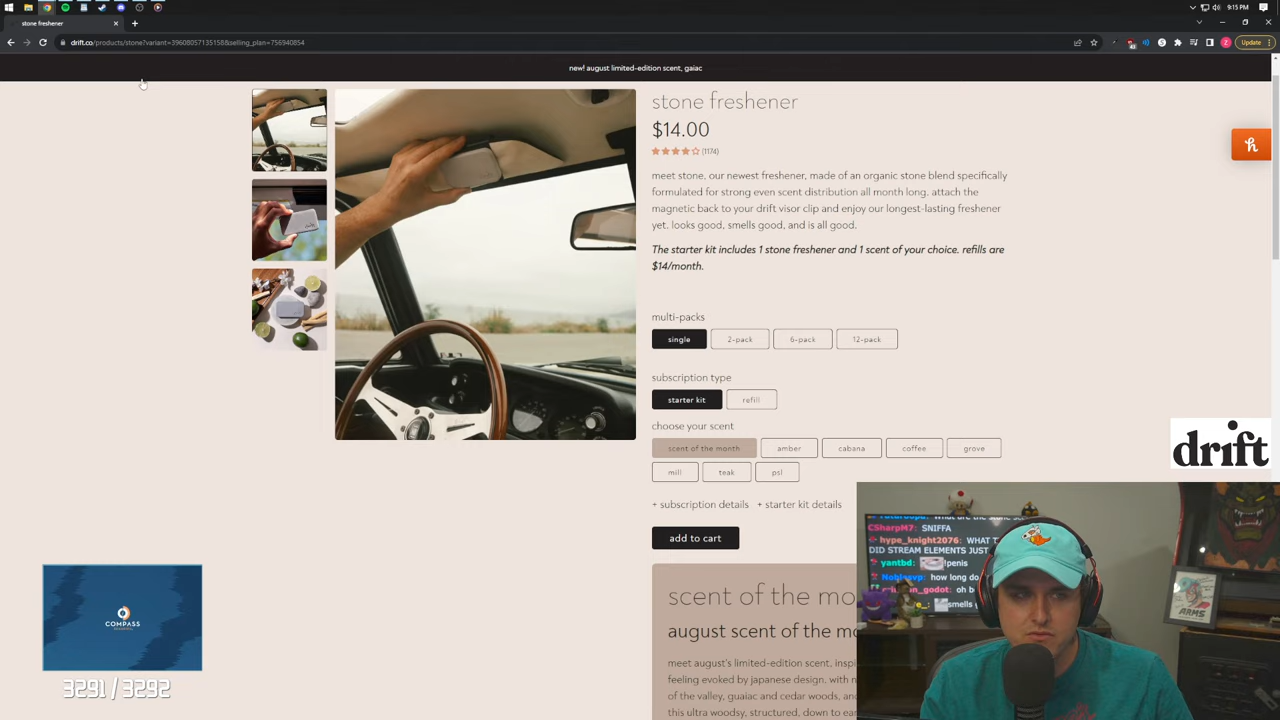 9:15 PM
stone freshener
drift.co/products/stone?variant=39608057135158&selling_plan=756940854
Update
new! august limited-edition scent, gaiac
stone freshener
$14.00
(1174)
meet stone. our newest freshener, made of an organic stone blend specifically
formulated for strong even scent distribution all month long. attach the
magnetic back to your drift visor clip and enjoy our longest-lasting freshener
yet. looks good, smells good, and is all good.
The starter kit includes 1 stone freshener and 1 scent of your choice. refills are
$14/month.
multi-packs
single 2-pack 6-pack 12-pack
subscription type
starter kit refill
choose your scent
scent of the month amber cabana coffee grove
mill teak psl
+ subscription details + starter kit details
add to cart
drift
scent of the mo
august scent of the mo
meet august's limited-edition scent, inspi
feeling evoked by japanese design. with n
of the valley, guaiac and cedar woods, an
this ultra woodsy, structured, down to ear
CSharpM7: SNIFFA
hype_knight2076: WHAT T
DID STREAM ELEMENTS JUST
yantbd: !penis
Noblesvp: how long do
_godot: oh b
smells g
ARMS
COMPASS
3291 / 3292